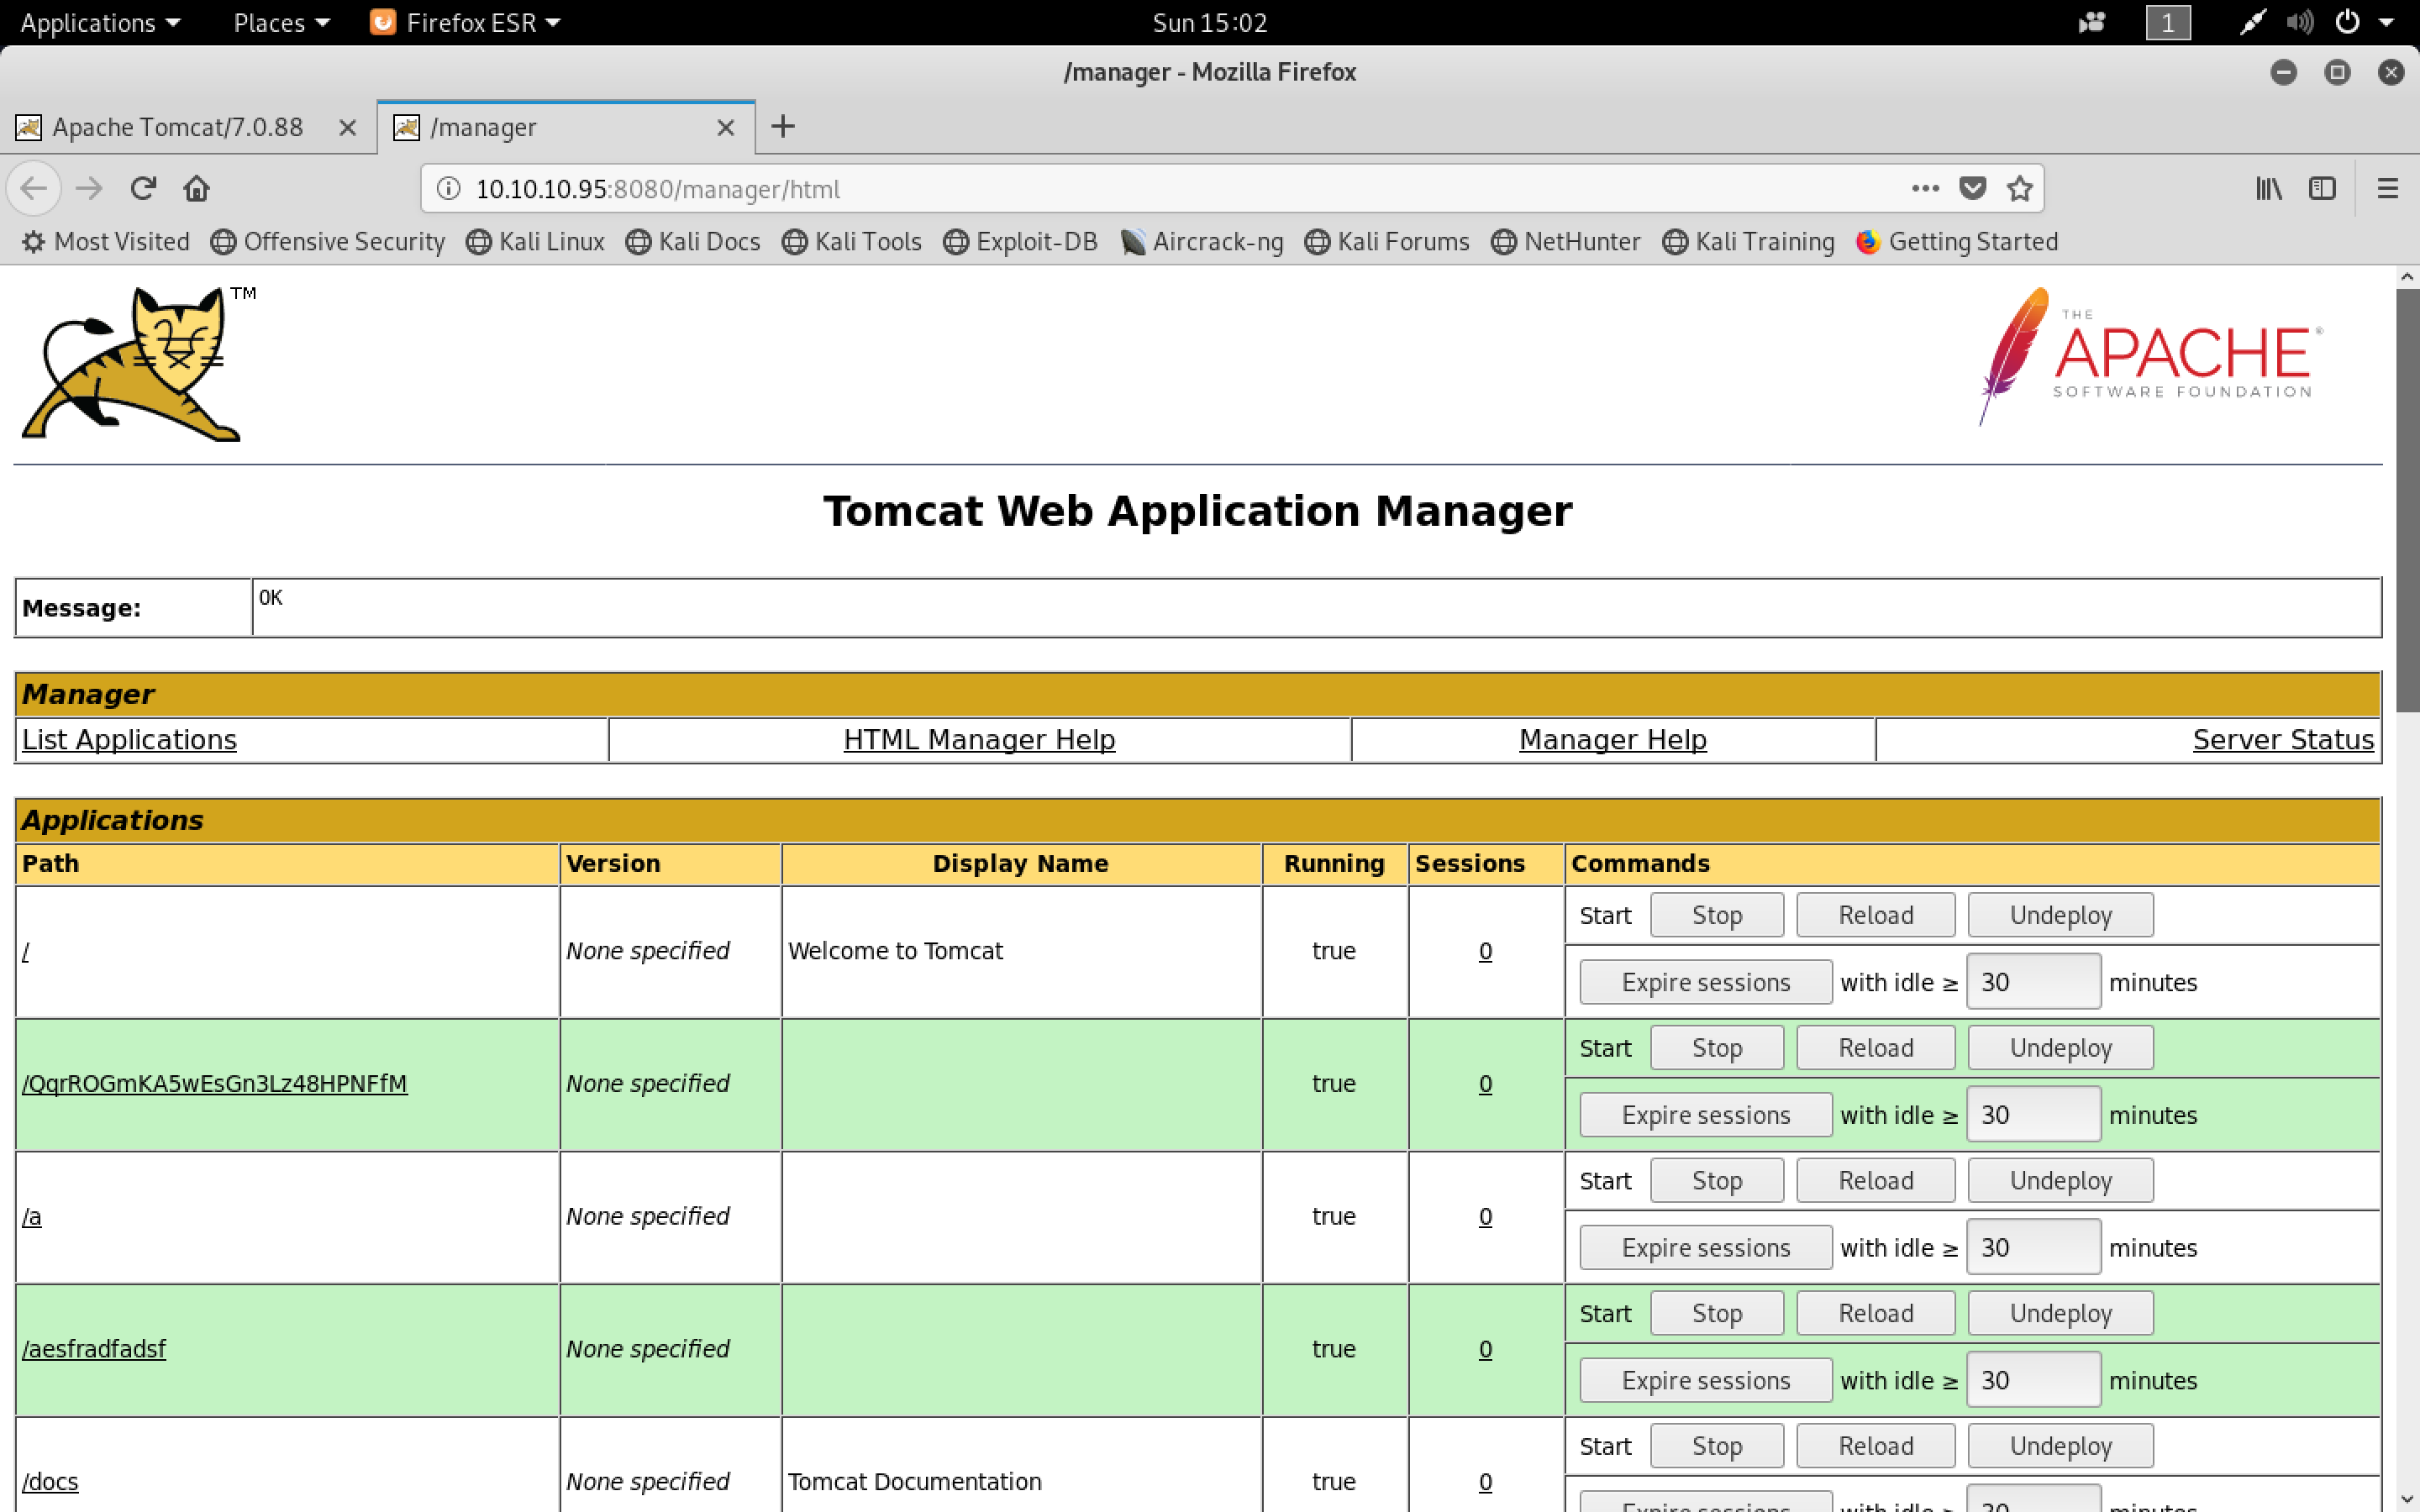 Applications Places Firefox ESR Sun 15:02 1
/manager - Mozilla Firefox
Apache Tomcat/7.0.88 /manager
10.10.10.95:8080/manager/html
Most Visited Offensive Security Kali Linux Kali Docs Kali Tools Exploit-DB Aircrack-ng Kali Forums NetHunter Kali Training Getting Started
TM
THE
APACHE®
SOFTWARE FOUNDATION
Tomcat Web Application Manager
Message: OK
Manager
List Applications HTML Manager Help Manager Help Server Status
Applications
Path Version Display Name Running Sessions Commands
Start Stop Reload Undeploy
/ None specified Welcome to Tomcat true 0
Expire sessions with idle ≥ 30 minutes
Start Stop Reload Undeploy
/QqrROGmKA5wEsGn3Lz48HPNFfM None specified true 0
Expire sessions with idle ≥ 30 minutes
Start Stop Reload Undeploy
/a None specified true 0
Expire sessions with idle ≥ 30 minutes
Start Stop Reload Undeploy
/aesfradfadsf None specified true 0
Expire sessions with idle ≥ 30 minutes
Start Stop Reload Undeploy
/docs None specified Tomcat Documentation true 0
Expire sessions with idle ≥ 30 minutes